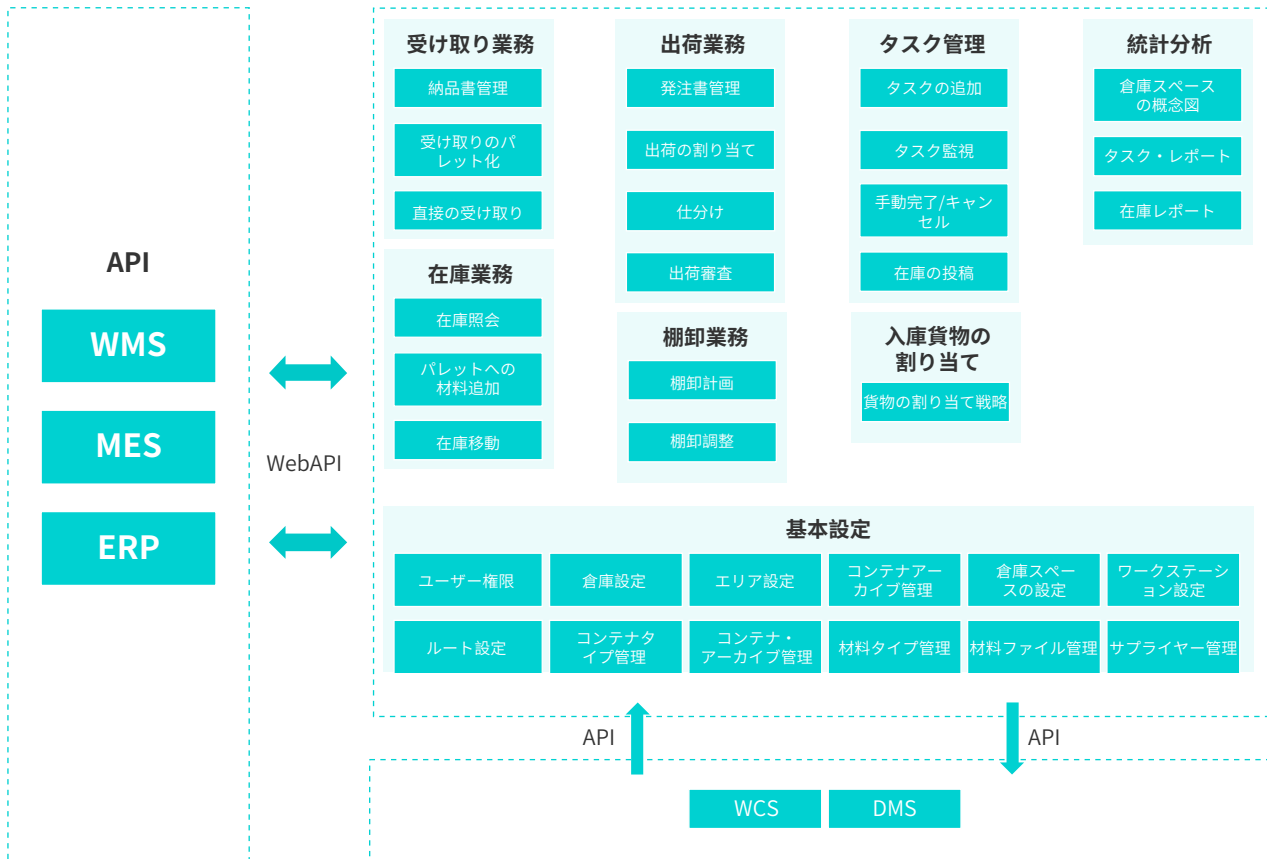 API
WMS
MES
ERP
WebAPI
受け取り業務
納品書管理
受け取りのパ
レット化
直接の受け取り
在庫業務
在庫照会
パレットへの
材料追加
在庫移動
出荷業務
発注書管理
出荷の割り当て
仕分け
出荷審査
棚卸業務
棚卸計画
棚卸調整
タスク管理
タスクの追加
タスク監視
手動完了/キャン
セル
在庫の投稿
入庫貨物の
割り当て
貨物の割り当て戦略
統計分析
倉庫スペース
の概念図
タスク・レポート
在庫レポート
基本設定
ユーザー権限
倉庫設定
エリア設定
コンテナアー
カイブ管理
倉庫スペー
スの設定
ワークステーシ
ョン設定
ルート設定
コンテナタ
イプ管理
コンテナ・
アーカイブ管理
材料タイプ管理
材料ファイル管理
サプライヤー管理
API
API
WCS
DMS